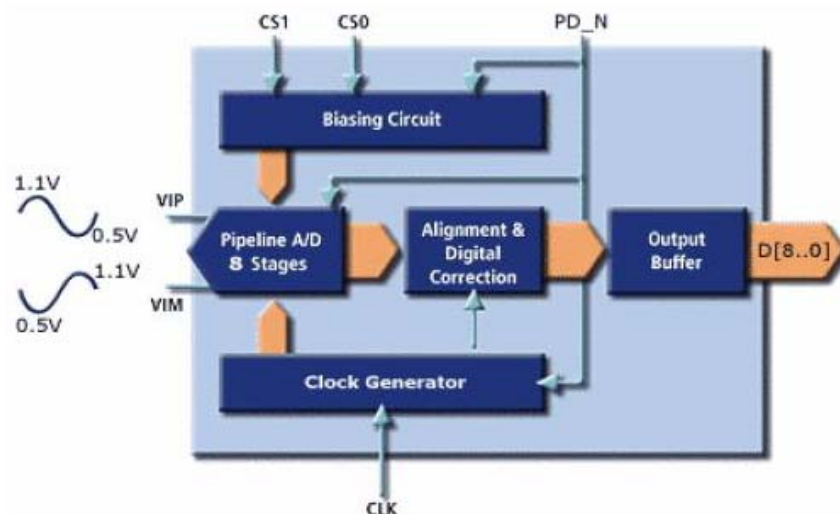 CS1
CS0
PD_N
Biasing Circuit
1.1V
VIP
0.5V
Pipeline A/D
8 Stages
Alignment &
Digital
Correction
Output
Buffer
D[8..0]
1.1V
VIM
0.5V
Clock Generator
CLK